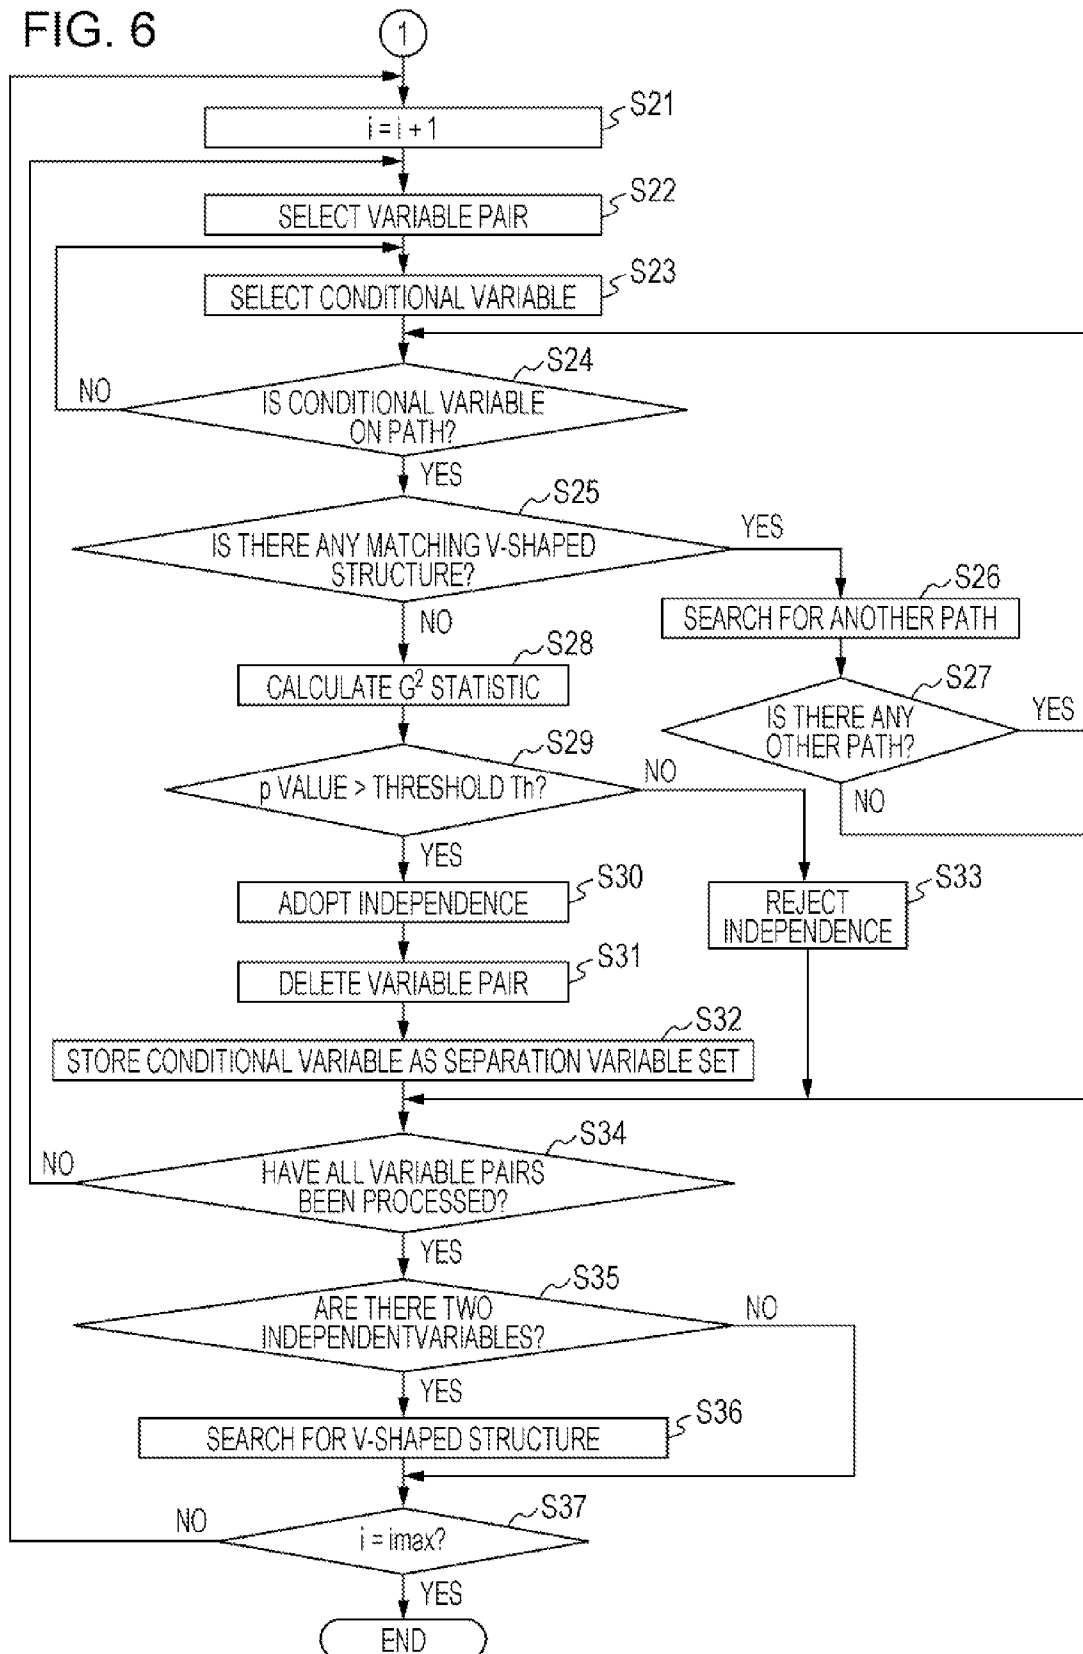 FIG. 6
1
S21
i = i + 1
S22
SELECT VARIABLE PAIR
S23
SELECT CONDITIONAL VARIABLE
S24
NO
IS CONDITIONAL VARIABLE
ON PATH?
YES
S25
YES
IS THERE ANY MATCHING V-SHAPED
STRUCTURE?
NO
S26
SEARCH FOR ANOTHER PATH
S27
IS THERE ANY
OTHER PATH?
YES
NO
S28
CALCULATE G² STATISTIC
S29
p VALUE > THRESHOLD Th?
NO
YES
S30
ADOPT INDEPENDENCE
S33
REJECT
INDEPENDENCE
S31
DELETE VARIABLE PAIR
S32
STORE CONDITIONAL VARIABLE AS SEPARATION VARIABLE SET
S34
NO
HAVE ALL VARIABLE PAIRS
BEEN PROCESSED?
YES
S35
ARE THERE TWO
INDEPENDENTVARIABLES?
NO
YES
S36
SEARCH FOR V-SHAPED STRUCTURE
S37
NO
i = imax?
YES
END